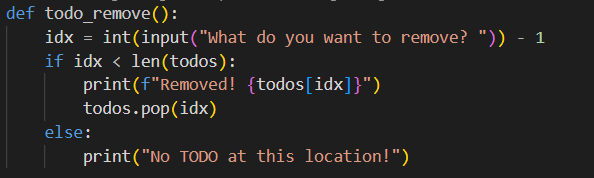 def todo_remove():
    idx = int(input("What do you want to remove? ")) - 1
    if idx < len(todos):
        print(f"Removed! {todos[idx]}")
        todos.pop(idx)
    else:
        print("No TODO at this location!")